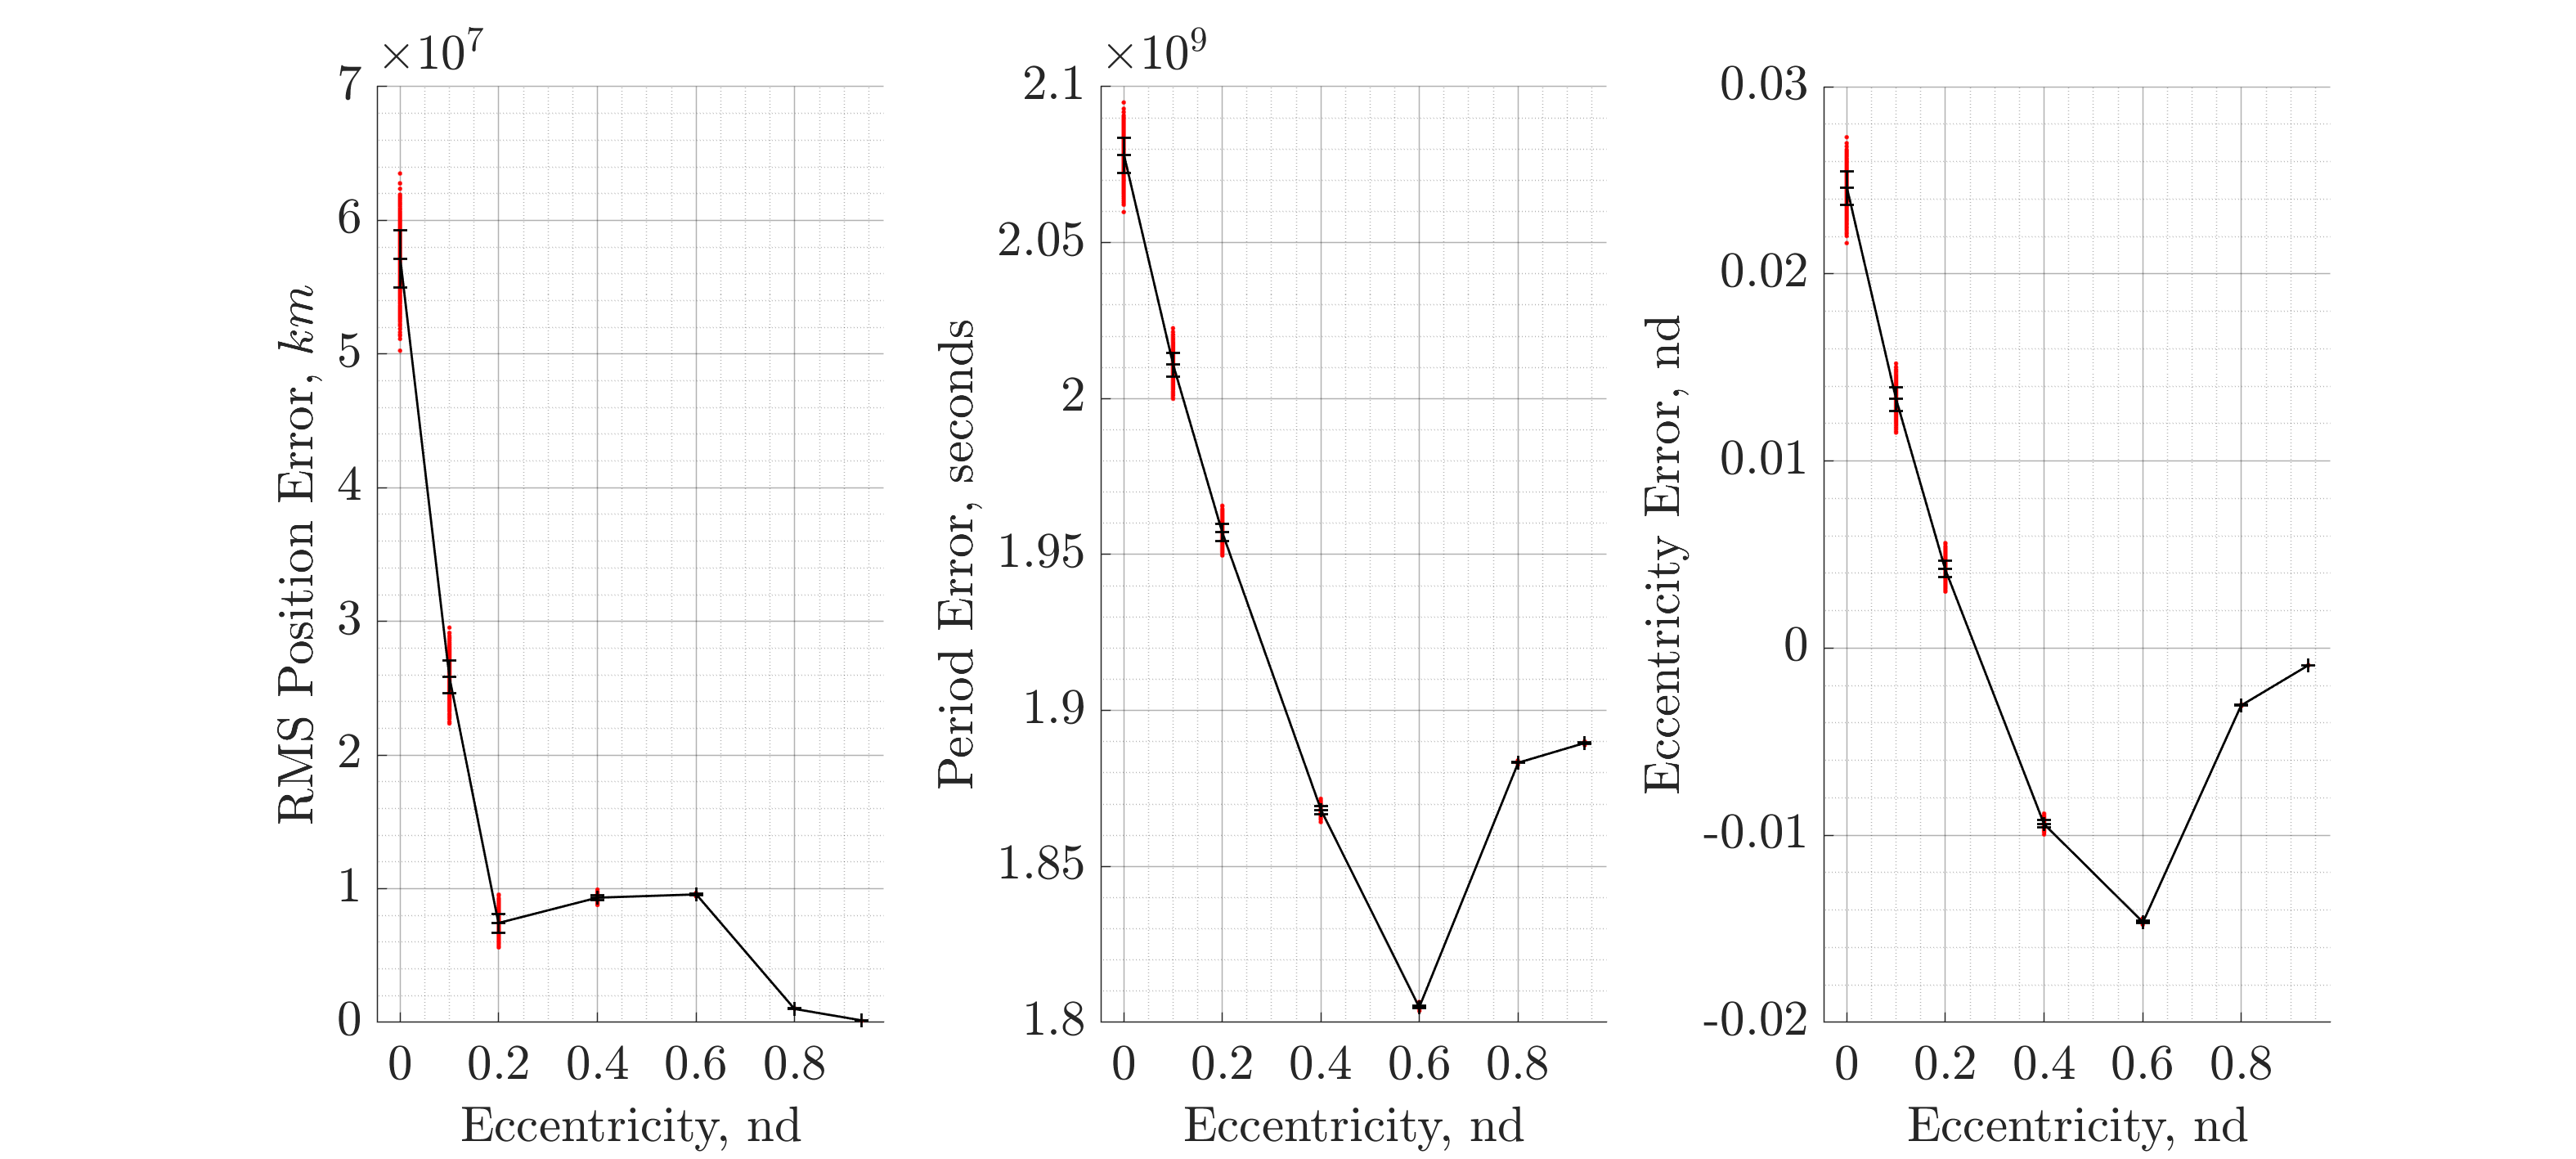 ×10^7
7
6
5
4
3
2
1
0
RMS Position Error, km
0 0.2 0.4 0.6 0.8
Eccentricity, nd
×10^9
2.1
2.05
2
1.95
1.9
1.85
1.8
Period Error, seconds
0 0.2 0.4 0.6 0.8
Eccentricity, nd
0.03
0.02
0.01
0
-0.01
-0.02
Eccentricity Error, nd
0 0.2 0.4 0.6 0.8
Eccentricity, nd